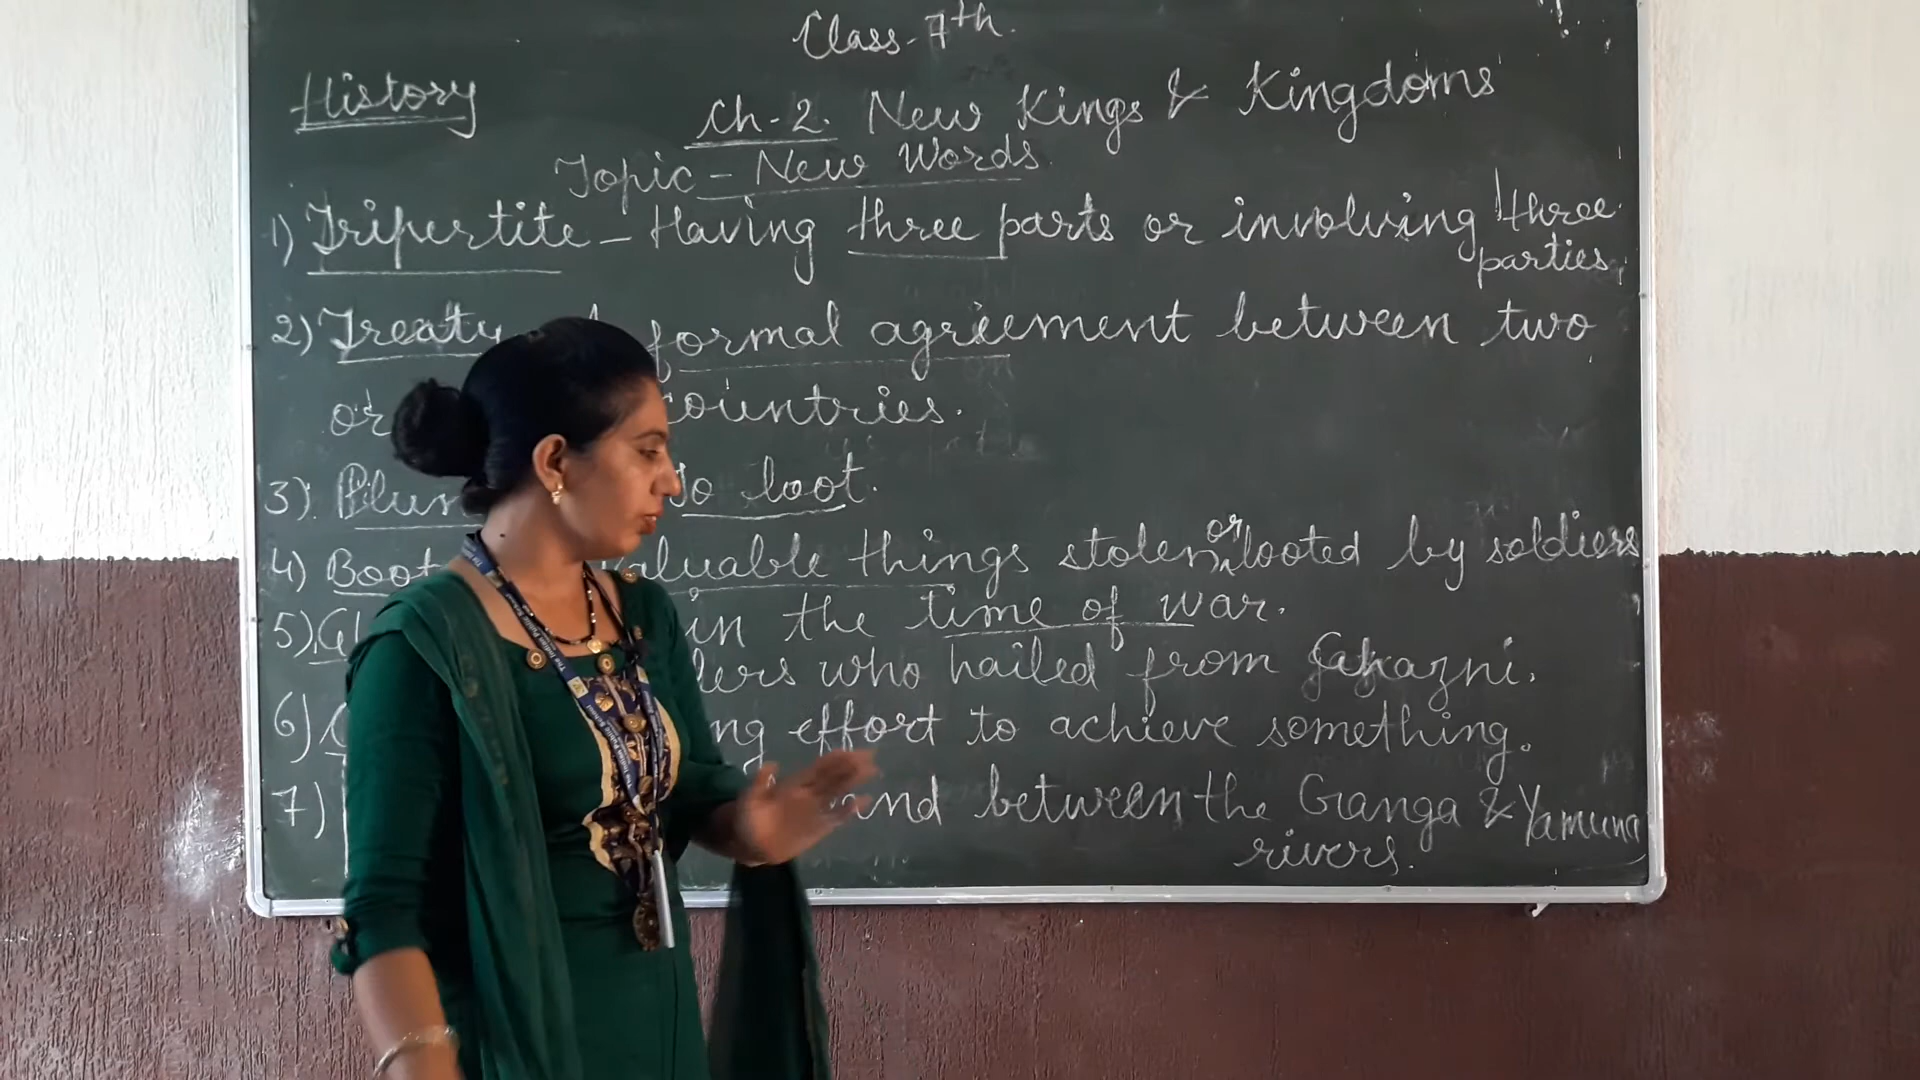 Class-7th.
History
Ch-2. New Kings & Kingdoms
Topic - New Words
1) Tripertite - Having three parts or involving three
parties.
2) Treaty formal agreement between two
or countries.
3) To loot.
4) valuable things stolen or looted by soldiers
5) in the time of war.
who hailed from
6) effort to achieve something.
7) between the Ganga & Yamuna
rivers.